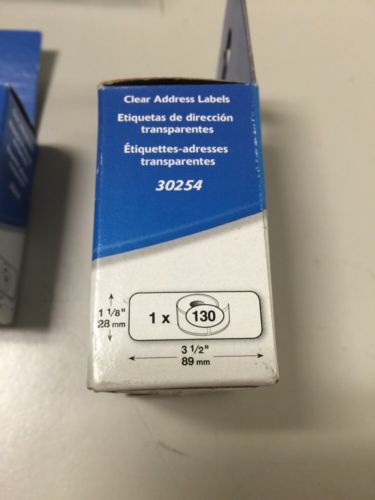 Clear Address Labels
Etiquetas de dirección
transparentes
Étiquettes-adresses
transparentes
30254
1 1/8"
28 mm
1 x 130
3 1/2"
89 mm